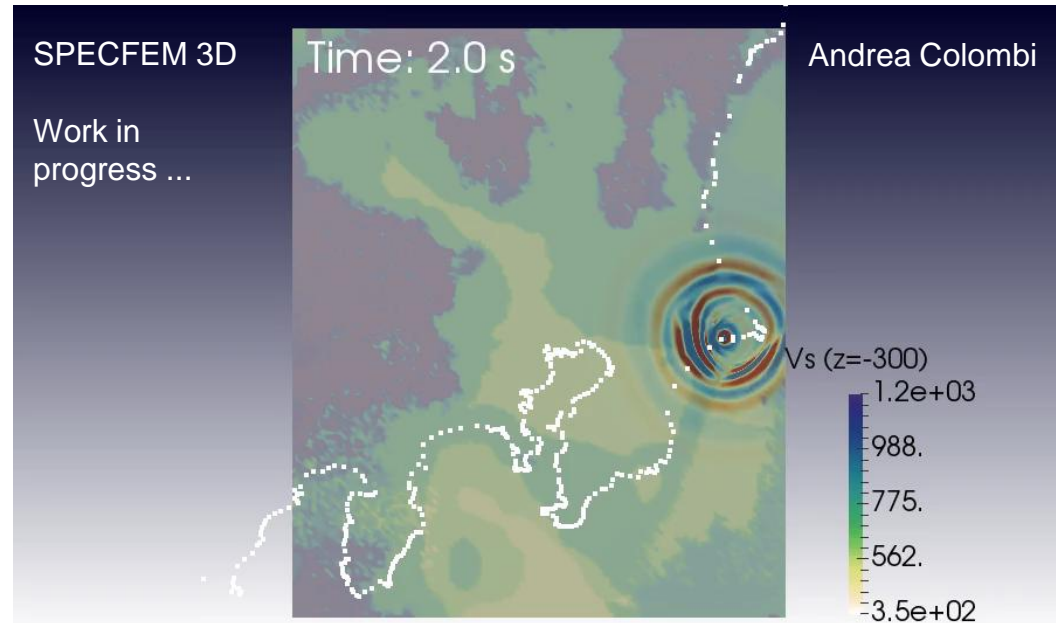 SPECFEM 3D
Time: 2.0 s
Andrea Colombi
Work in
progress ...
Vs (z=-300)
1.2e+03
988.
775.
562.
3.5e+02